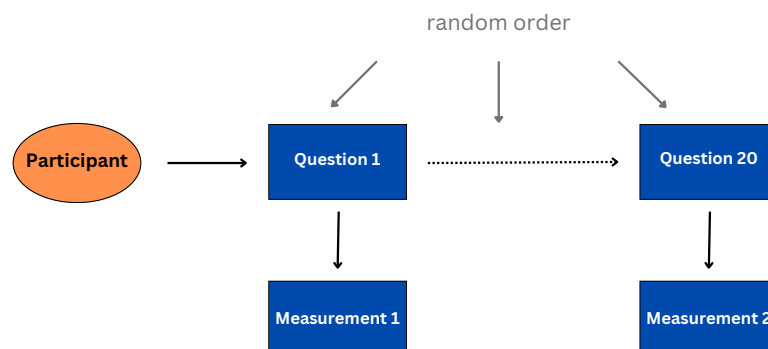 random order
Participant
Question 1
Question 20
Measurement 1
Measurement 2